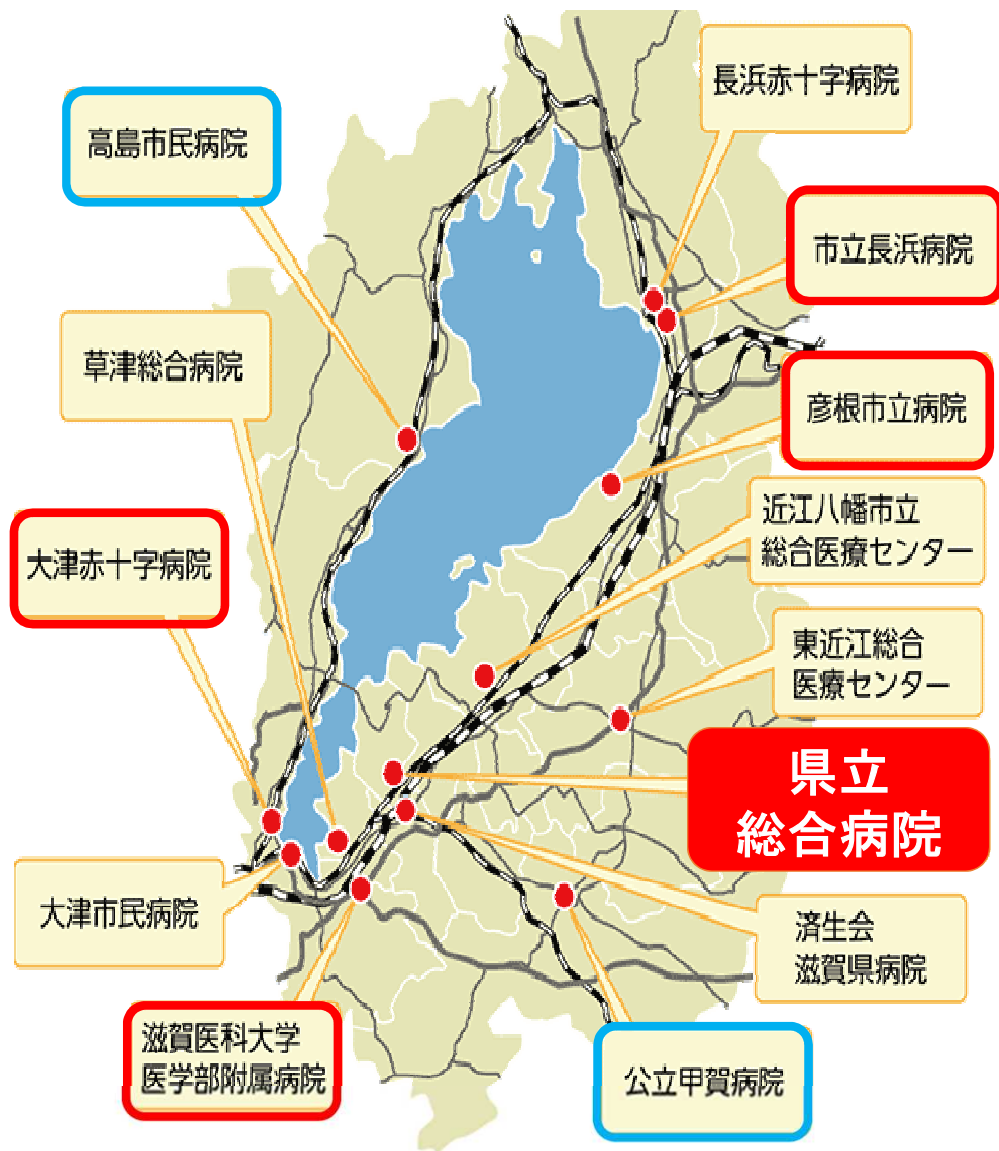 長浜赤十字病院
高島市民病院
市立長浜病院
草津総合病院
彦根市立病院
近江八幡市立
総合医療センター
大津赤十字病院
東近江総合
医療センター
県立
総合病院
大津市民病院
済生会
滋賀県病院
滋賀医科大学
医学部附属病院
公立甲賀病院